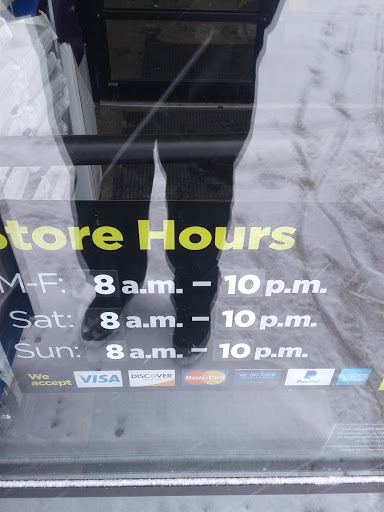 Store Hours
M-F: 8 a.m. – 10 p.m.
Sat: 8 a.m. – 10 p.m.
Sun: 8 a.m. – 10 p.m.
We accept VISA DISCOVER MasterCard PayPal